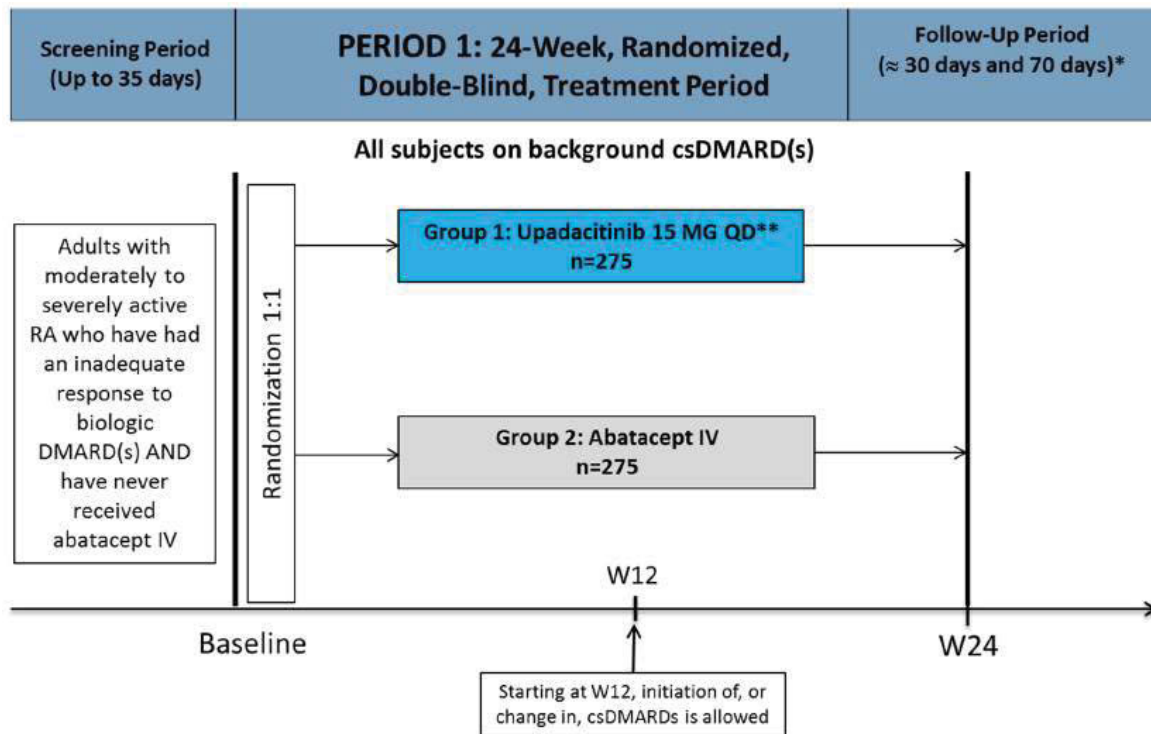 Screening Period
(Up to 35 days)
PERIOD 1: 24-Week, Randomized,
Double-Blind, Treatment Period
Follow-Up Period
(≈ 30 days and 70 days)*
All subjects on background csDMARD(s)
Adults with
moderately to
severely active
RA who have had
an inadequate
response to
biologic
DMARD(s) AND
have never
received
abatacept IV
Randomization 1:1
Group 1: Upadacitinib 15 MG QD**
n=275
Group 2: Abatacept IV
n=275
W12
Baseline
W24
Starting at W12, initiation of, or
change in, csDMARDs is allowed